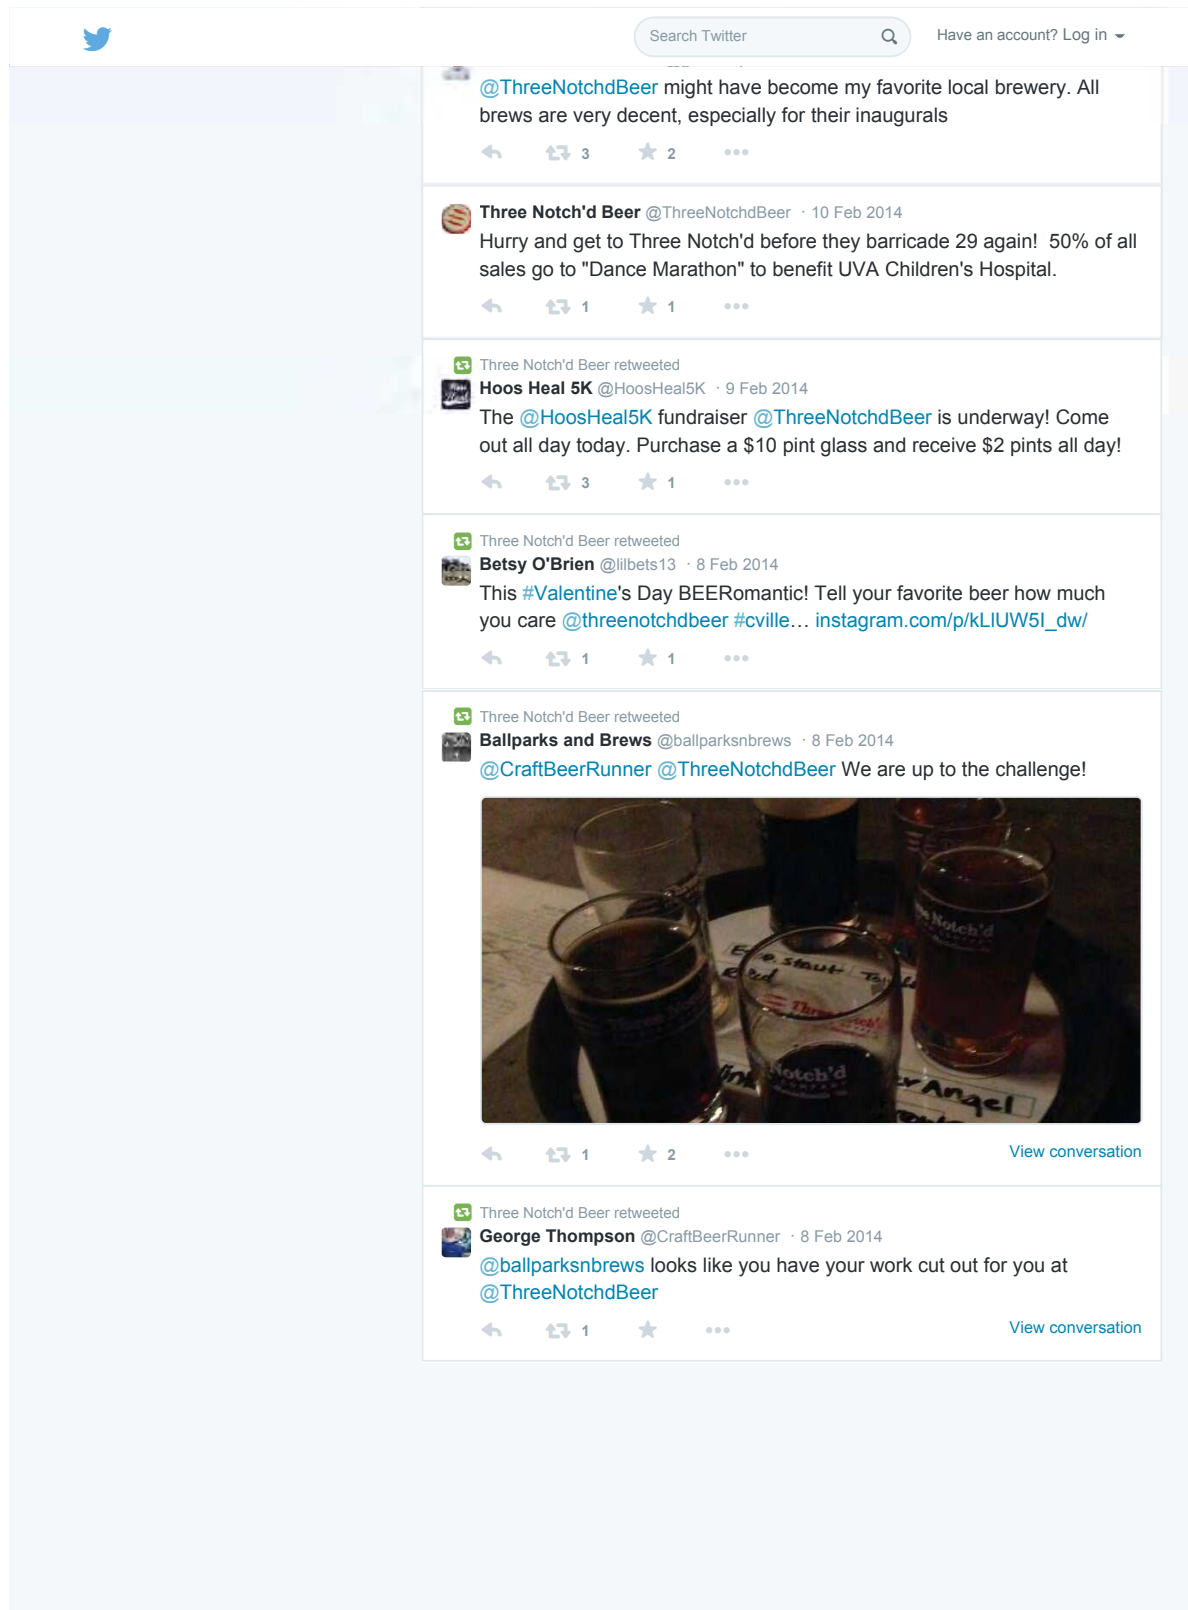 Search Twitter
Have an account? Log in
@ThreeNotchdBeer might have become my favorite local brewery. All
brews are very decent, especially for their inaugurals
3 2
Three Notch'd Beer @ThreeNotchdBeer · 10 Feb 2014
Hurry and get to Three Notch'd before they barricade 29 again! 50% of all
sales go to "Dance Marathon" to benefit UVA Children's Hospital.
1 1
Three Notch'd Beer retweeted
Hoos Heal 5K @HoosHeal5K · 9 Feb 2014
The @HoosHeal5K fundraiser @ThreeNotchdBeer is underway! Come
out all day today. Purchase a $10 pint glass and receive $2 pints all day!
3 1
Three Notch'd Beer retweeted
Betsy O'Brien @lilbets13 · 8 Feb 2014
This #Valentine's Day BEERomantic! Tell your favorite beer how much
you care @threenotchdbeer #cville… instagram.com/p/kLlUW5I_dw/
1 1
Three Notch'd Beer retweeted
Ballparks and Brews @ballparksnbrews · 8 Feb 2014
@CraftBeerRunner @ThreeNotchdBeer We are up to the challenge!
Notch'd
stout
Notch'd
COMPANY
Angel
1 2
View conversation
Three Notch'd Beer retweeted
George Thompson @CraftBeerRunner · 8 Feb 2014
@ballparksnbrews looks like you have your work cut out for you at
@ThreeNotchdBeer
1
View conversation